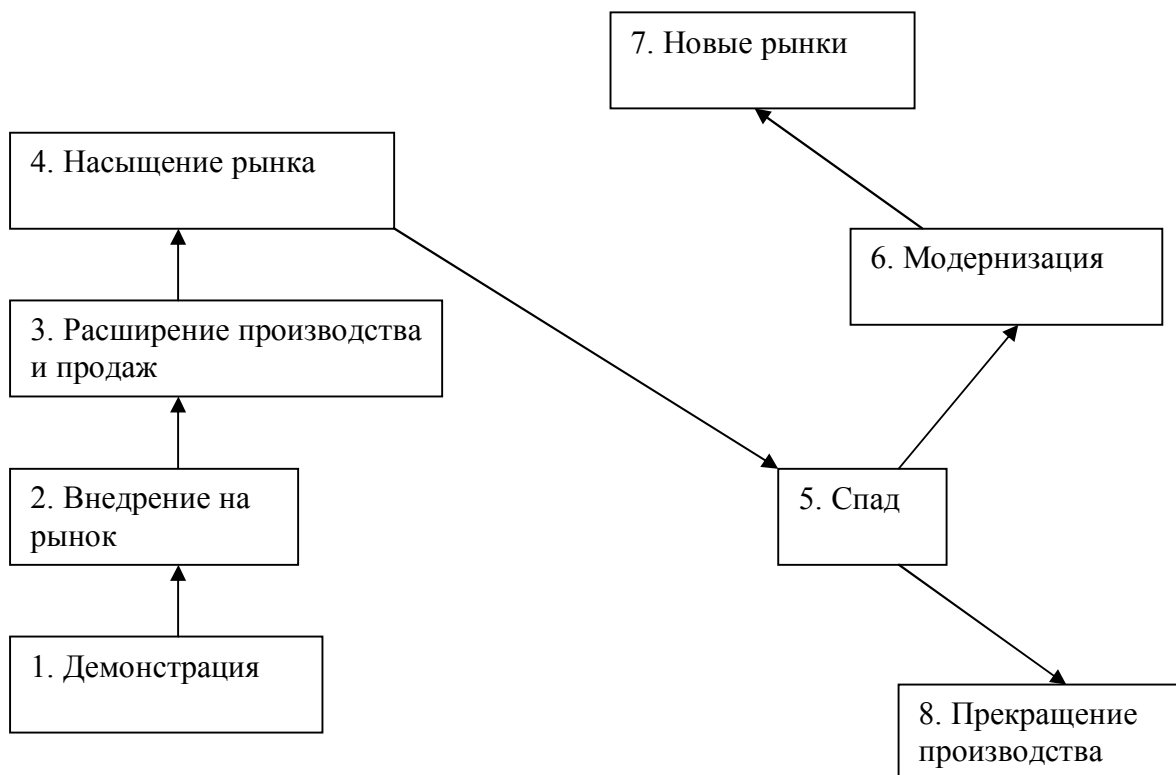 7. Новые рынки
4. Насыщение рынка
6. Модернизация
3. Расширение производства
и продаж
2. Внедрение на
рынок
5. Спад
1. Демонстрация
8. Прекращение
производства